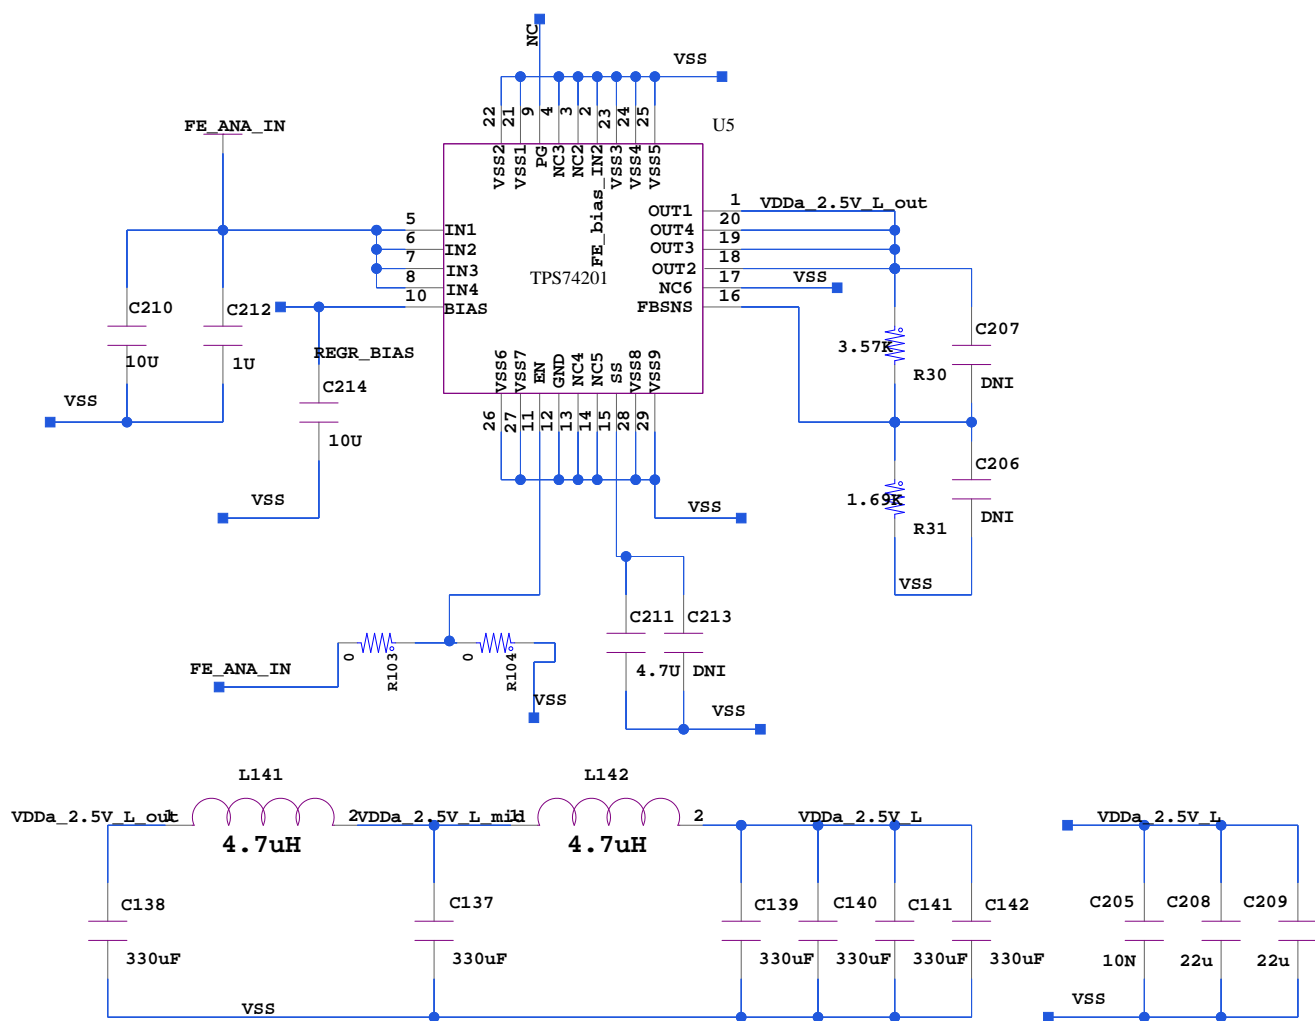 NC
VSS
22
21
9
4
3
2
23
24
25
U5
FE_ANA_IN
VSS2
VSS1
PG
NC3
NC2
FE_bias_IN2
VSS3
VSS4
VSS5
5 IN1
6 IN2
7 IN3
8 IN4
10 BIAS
OUT1 1 VDDa_2.5V_L_out
OUT4 20
OUT3 19
OUT2 18
NC6 17 VSS
FBSNS 16
TPS74201
C210
10U
C212
1U
VSS
REGR_BIAS
C214
10U
VSS
VSS6
VSS7
EN
GND
NC4
NC5
SS
VSS8
VSS9
26
27
11
12
13
14
15
28
29
VSS
3.57K
R30
C207
DNI
1.69K
R31
C206
DNI
VSS
FE_ANA_IN
0
R103
0
R104
VSS
C211
4.7U
C213
DNI
VSS
L141
VDDa_2.5V_L_out 1 2
4.7uH
L142
VDDa_2.5V_L_mid 1 2
4.7uH
VDDa_2.5V_L
VDDa_2.5V_L
C138
330uF
C137
330uF
C139
330uF
C140
330uF
C141
330uF
C142
330uF
C205
10N
C208
22u
C209
22u
VSS
VSS